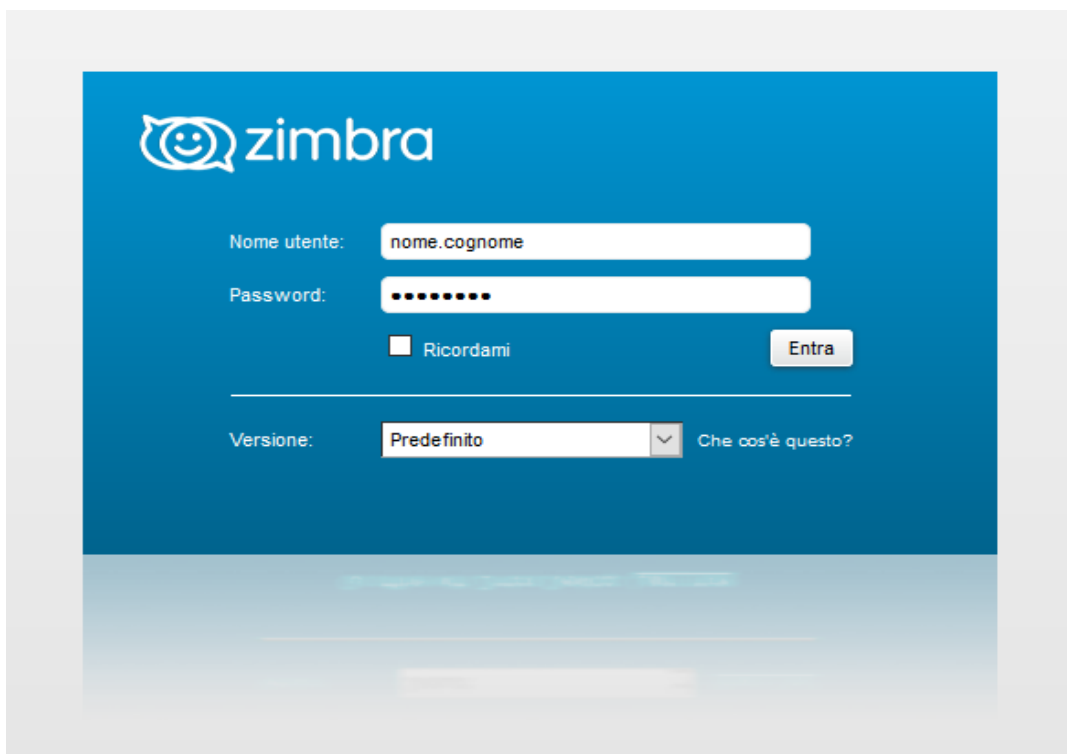 zimbra
Nome utente: nome.cognome
Password: ••••••••
Ricordami Entra
Versione: Predefinito Che cos'è questo?